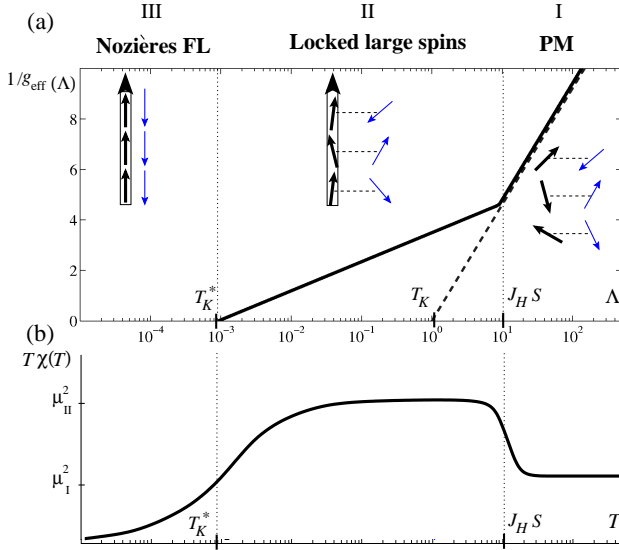 III II I
(a)
Nozières FL Locked large spins PM
1/g_eff (Λ)
8
6
4
2
0
T_K^* T_K J_H S Λ
10^-4 10^-3 10^-2 10^-1 10^0 10^1 10^2
(b)
T χ(T)
μ_II^2
μ_I^2
T_K^* J_H S T